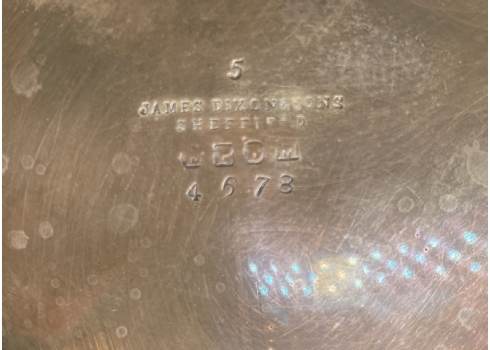 5
JAMES DIXON & SONS
SHEFFIELD
E P B M
4678